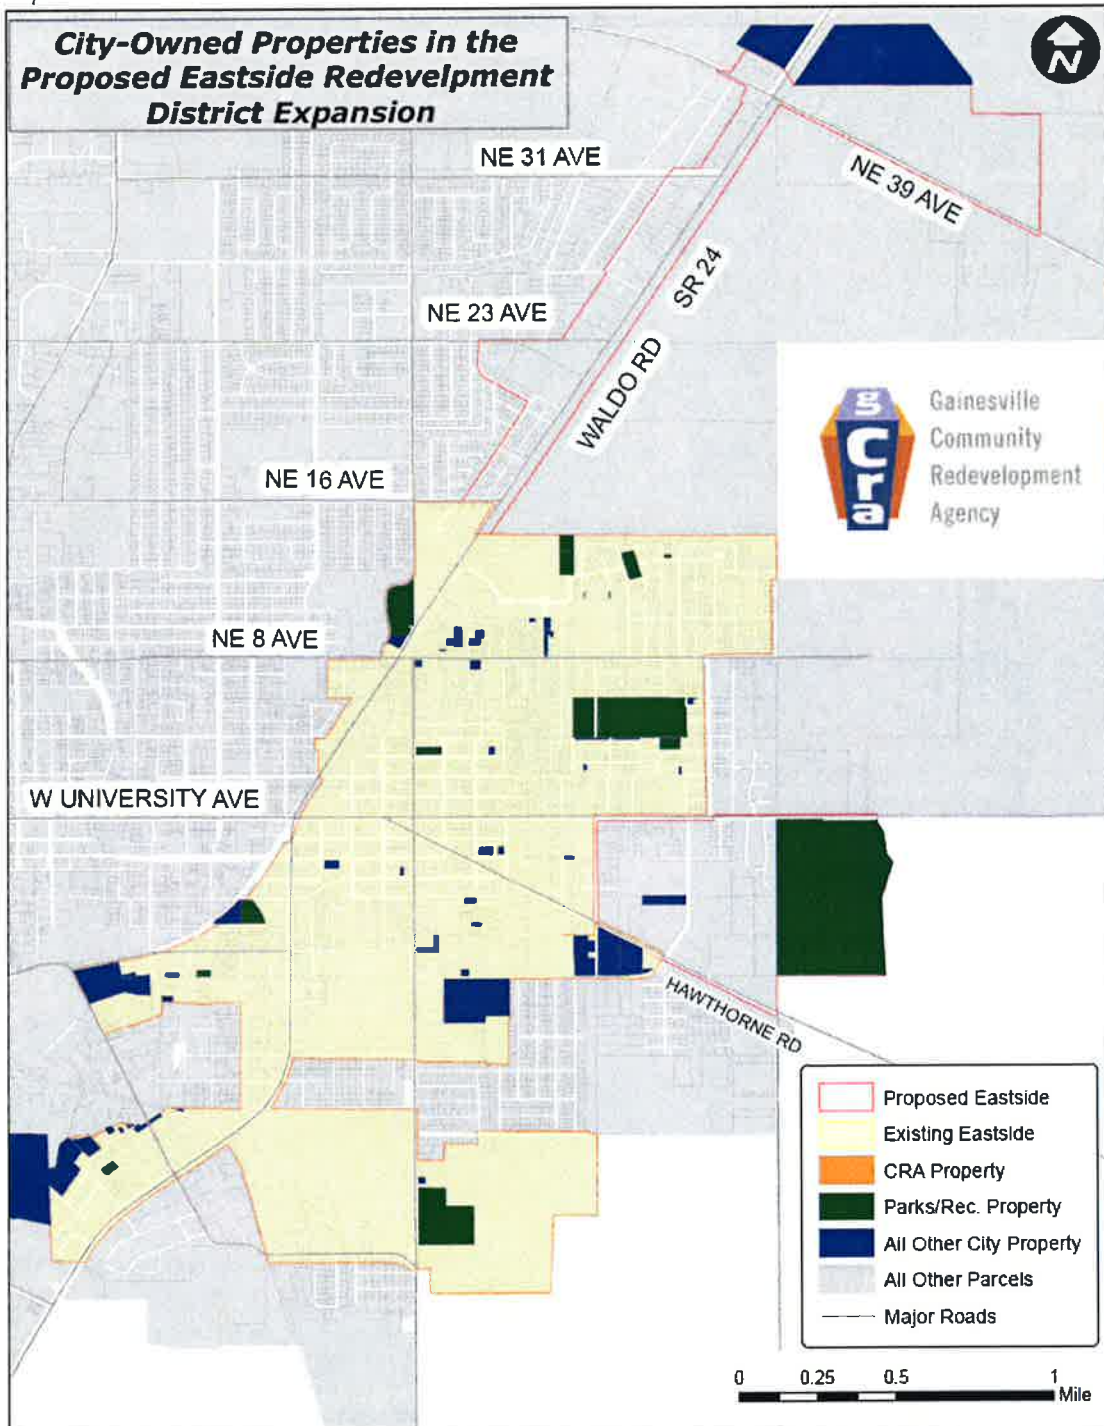 City-Owned Properties in the
Proposed Eastside Redevelpment
District Expansion
N
NE 31 AVE
NE 39 AVE
SR 24
NE 23 AVE
WALDO RD
g
C
r
a
Gainesville
Community
Redevelopment
Agency
NE 16 AVE
NE 8 AVE
W UNIVERSITY AVE
HAWTHORNE RD
Proposed Eastside
Existing Eastside
CRA Property
Parks/Rec. Property
All Other City Property
All Other Parcels
Major Roads
0 0.25 0.5 1
Mile